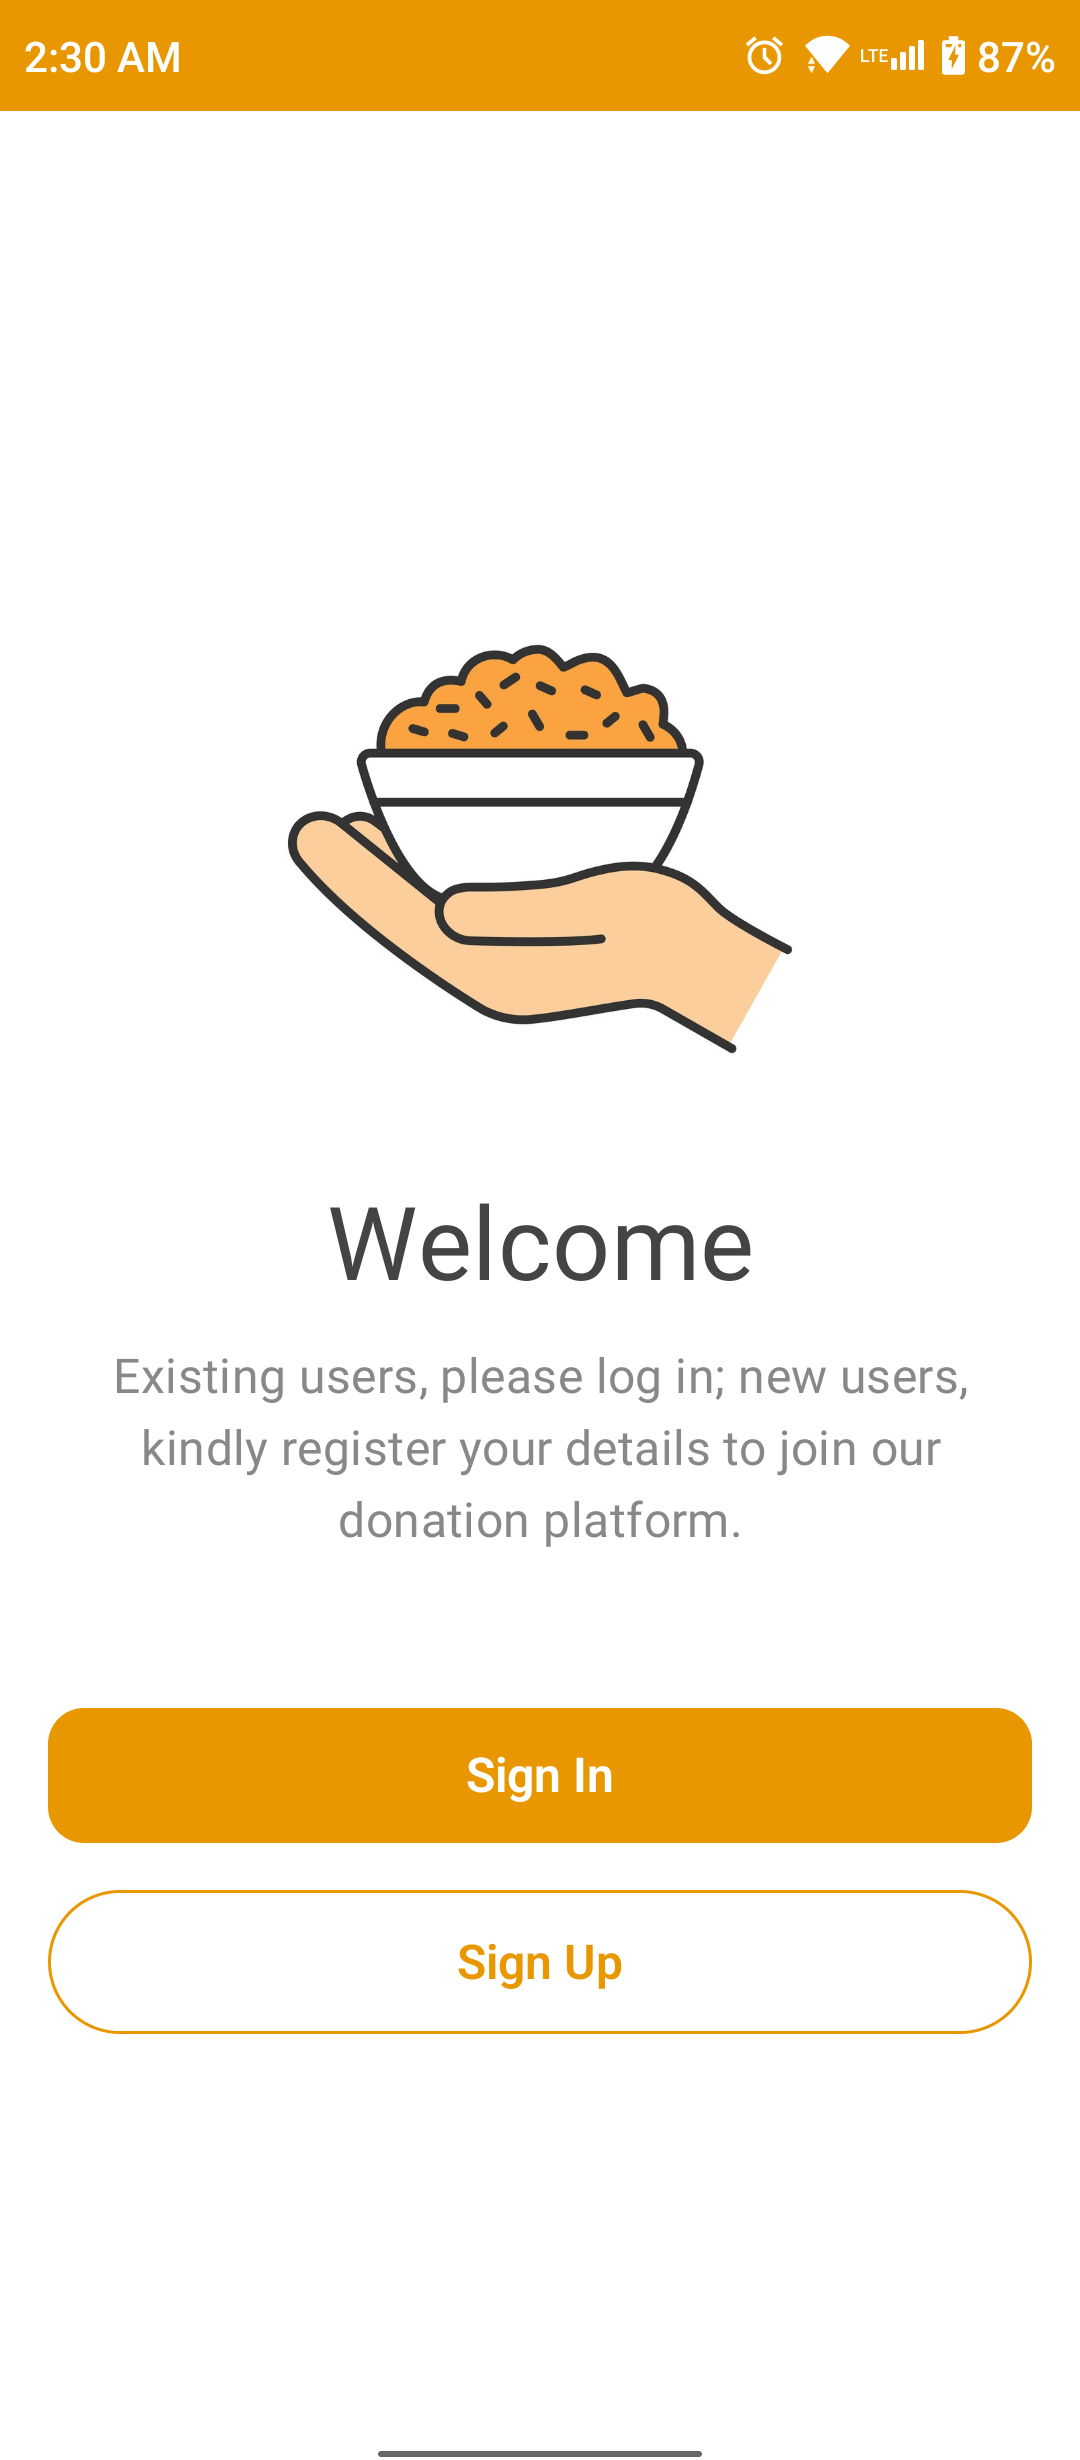 2:30 AM LTE 87%
Welcome
Existing users, please log in; new users,
kindly register your details to join our
donation platform.
Sign In
Sign Up